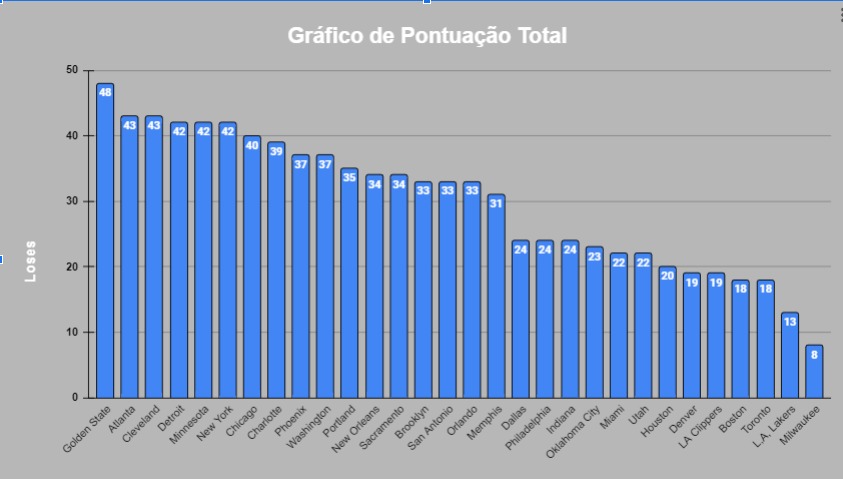 Gráfico de Pontuação Total
Loses
50
40
30
20
10
0
48
43
43
42
42
42
40
39
37
37
35
34
34
33
33
33
31
24
24
24
23
22
22
20
19
19
18
18
13
8
Golden State
Atlanta
Cleveland
Detroit
Minnesota
New York
Chicago
Charlotte
Phoenix
Washington
Portland
New Orleans
Sacramento
Brooklyn
San Antonio
Orlando
Memphis
Dallas
Philadelphia
Indiana
Oklahoma City
Miami
Utah
Houston
Denver
LA Clippers
Boston
Toronto
L.A. Lakers
Milwaukee